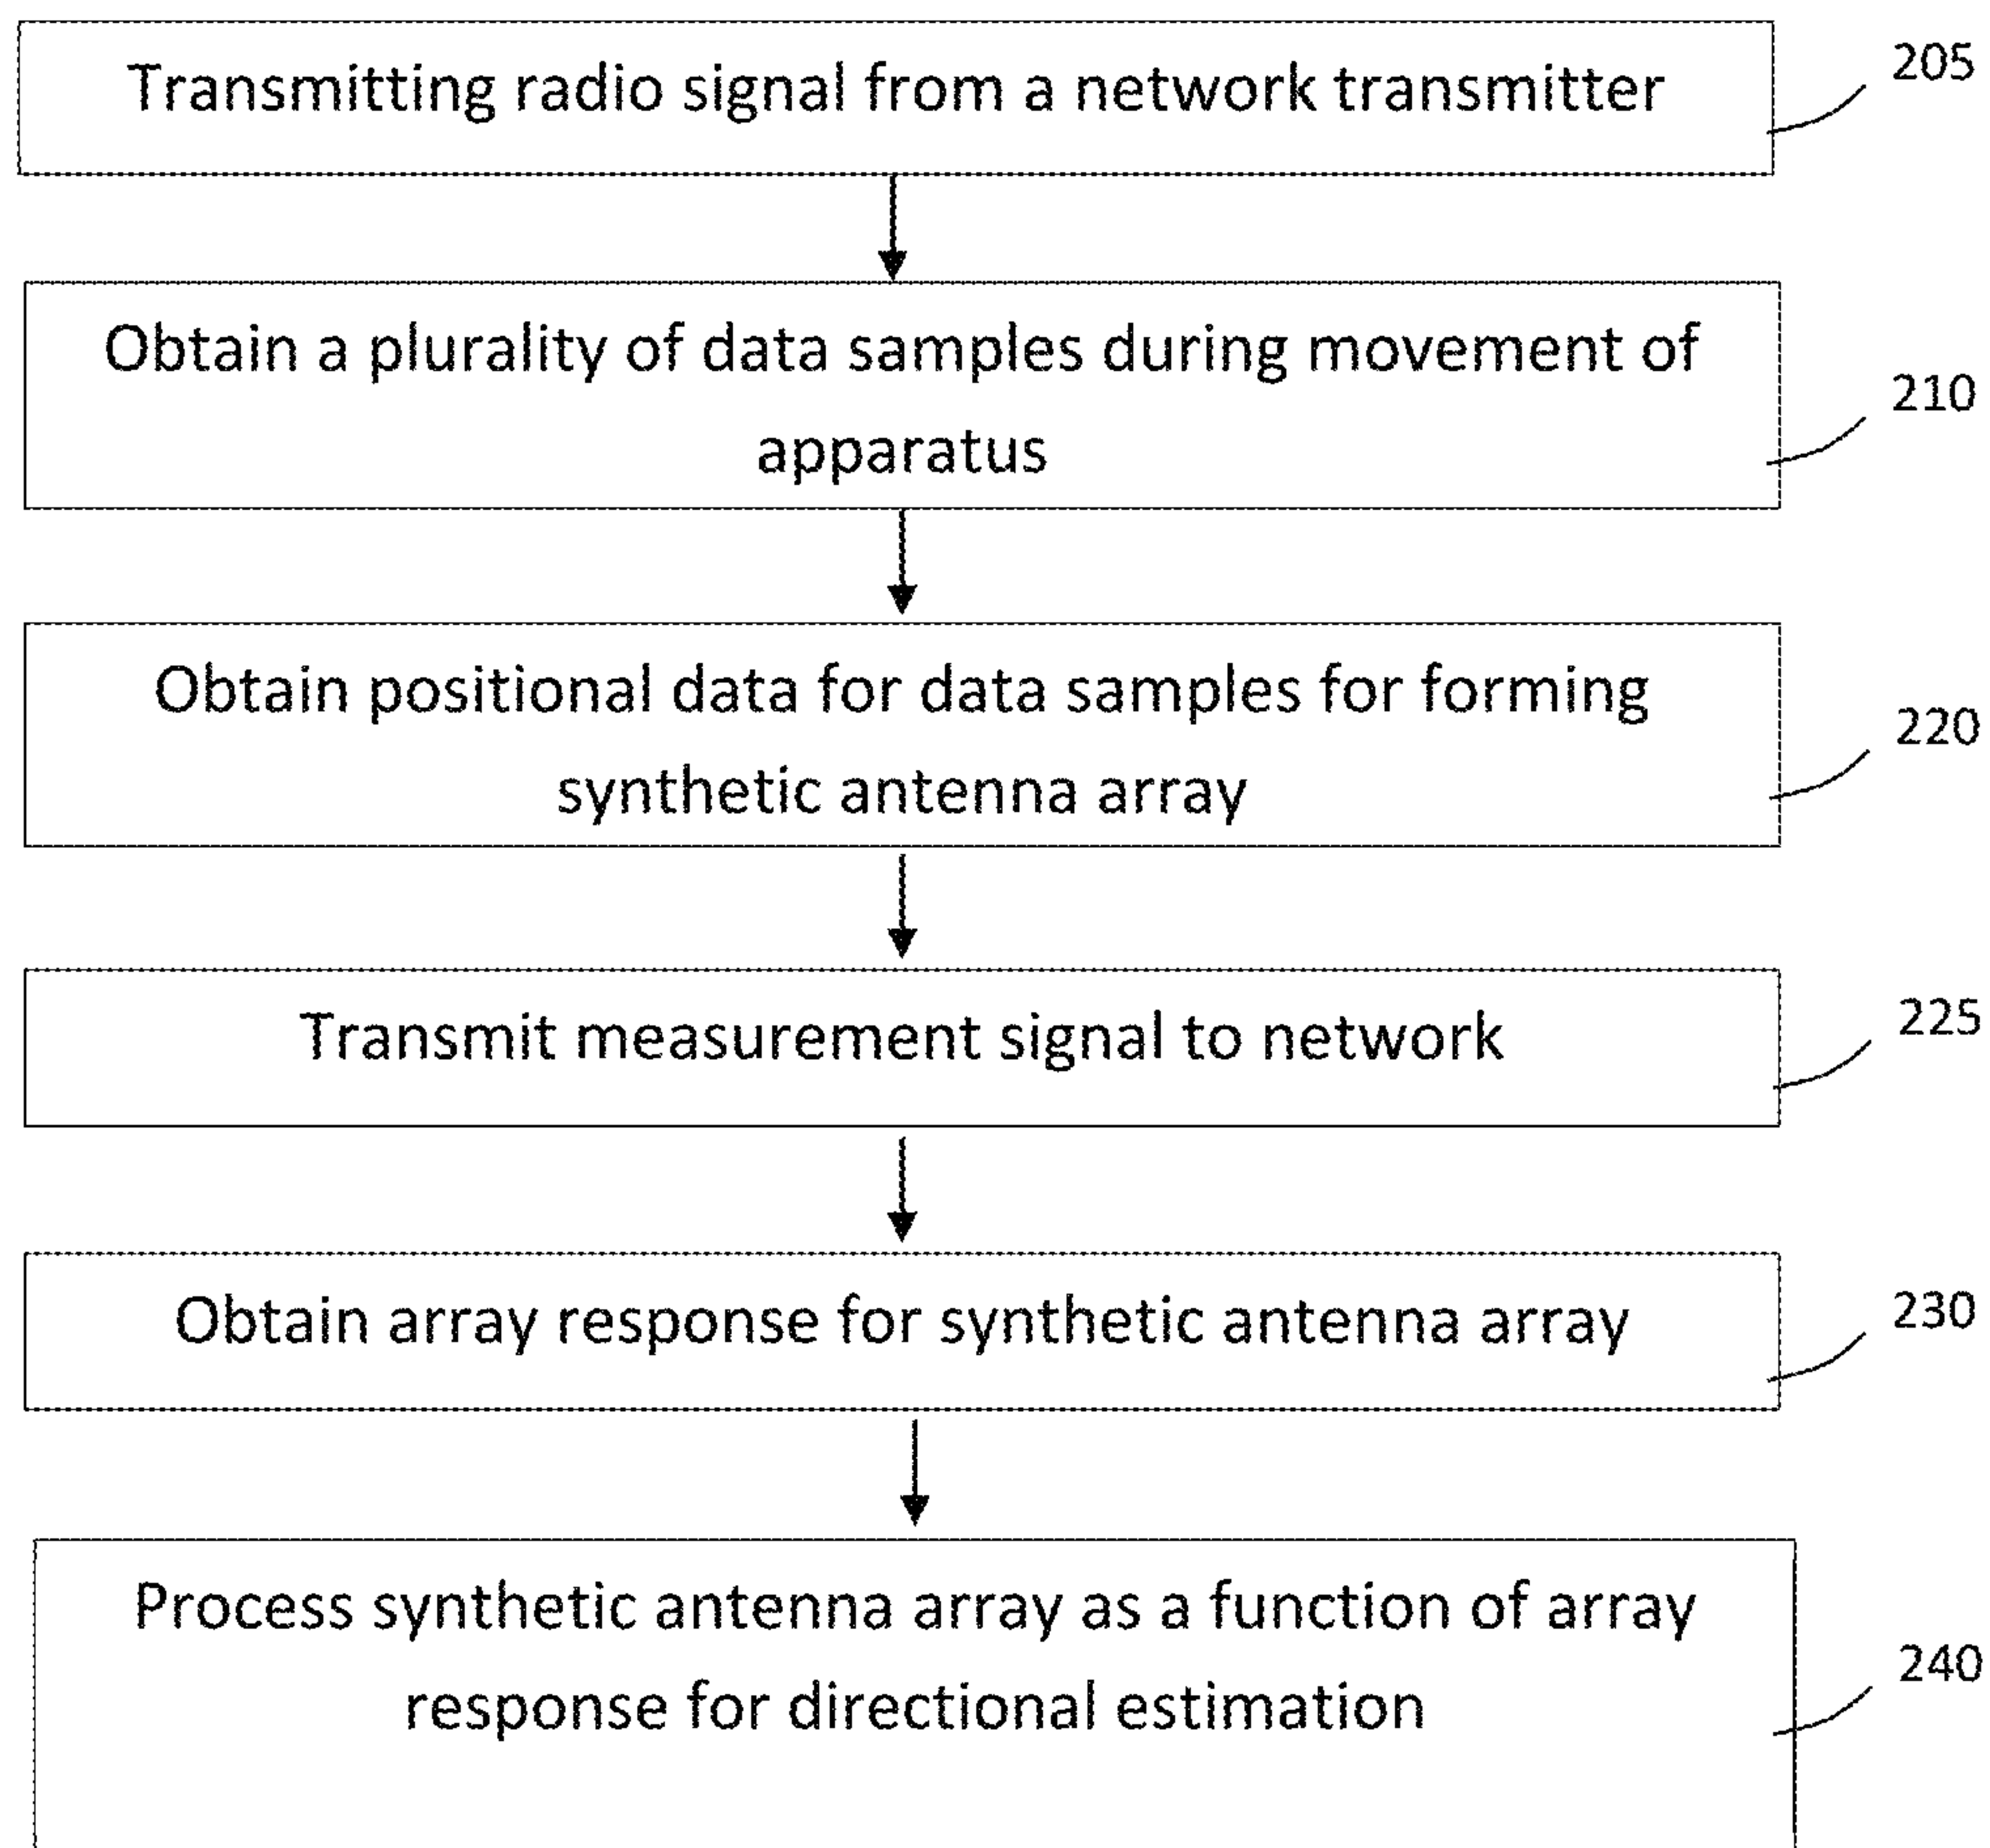 Transmitting radio signal from a network transmitter
205
Obtain a plurality of data samples during movement of
apparatus
210
Obtain positional data for data samples for forming
synthetic antenna array
220
Transmit measurement signal to network
225
Obtain array response for synthetic antenna array
230
Process synthetic antenna array as a function of array
response for directional estimation
240